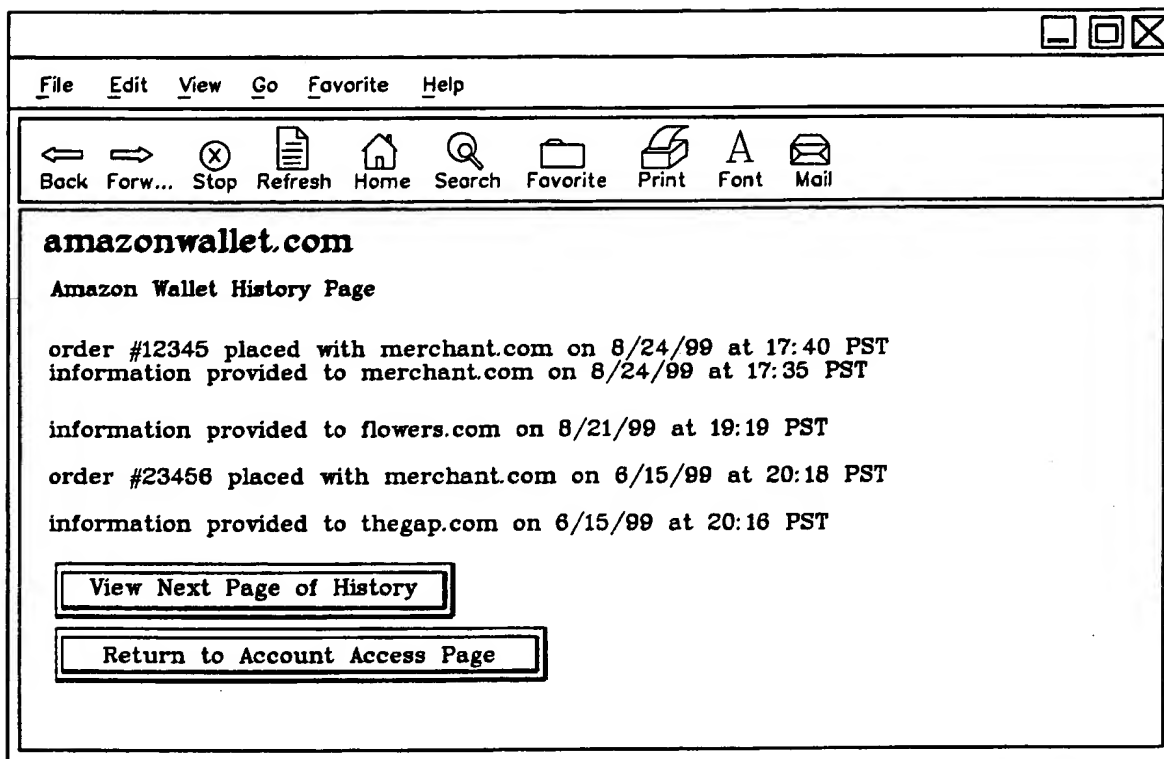 File Edit View Go Favorite Help
Back Forw... Stop Refresh Home Search Favorite Print Font Mail
amazonwallet.com
Amazon Wallet History Page
order #12345 placed with merchant.com on 8/24/99 at 17:40 PST
information provided to merchant.com on 8/24/99 at 17:35 PST
information provided to flowers.com on 8/21/99 at 19:19 PST
order #23456 placed with merchant.com on 6/15/99 at 20:18 PST
information provided to thegap.com on 6/15/99 at 20:16 PST
View Next Page of History
Return to Account Access Page